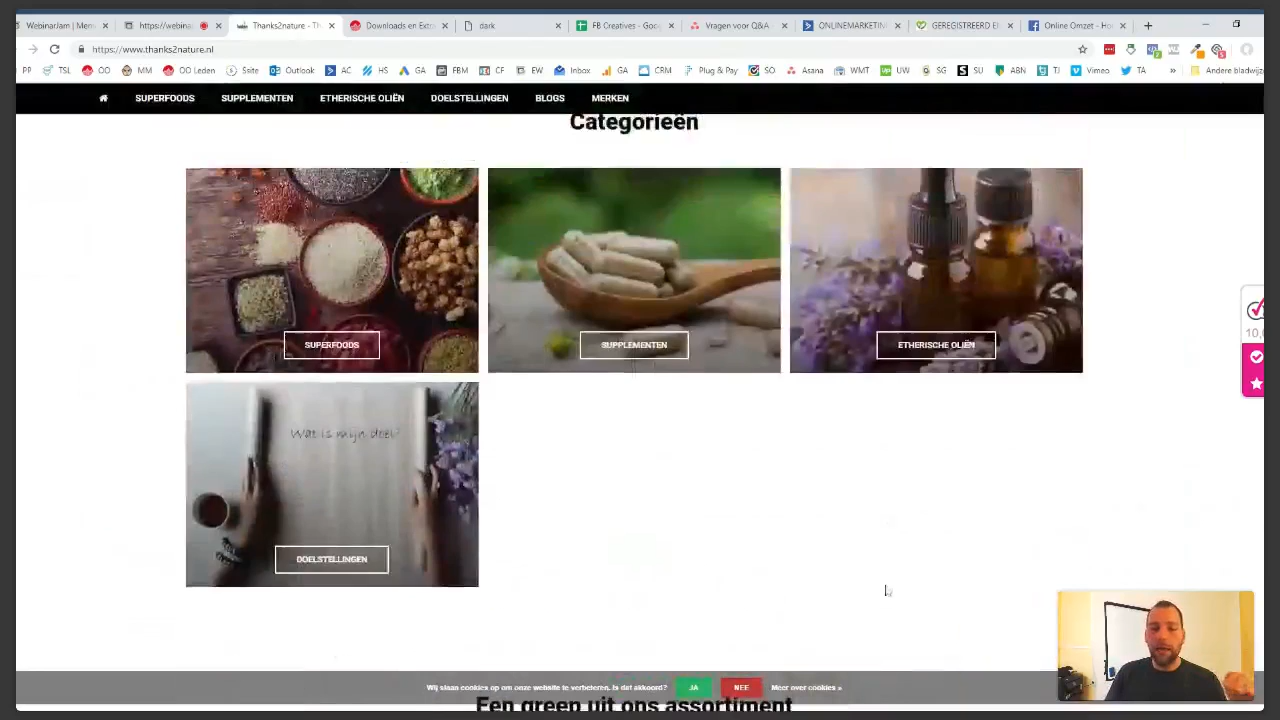 WebinarJam | Mem
https://webina
Thanks2nature - Th
Downloads en Extra
dark
FB Creatives - Goog
Vragen voor Q&A
ONLINEMARKETIN
GEREGISTREERD E
Online Omzet - Ho
https://www.thanks2nature.nl
PP TSL OO MM OO Leden Ssite Outlook AC HS GA FBM CF EW Inbox GA CRM Plug & Pay SO Asana WMT UW SG SU ABN TJ Vimeo TA » Andere bladwijz
SUPERFOODS SUPPLEMENTEN ETHERISCHE OLIËN DOELSTELLINGEN BLOGS MERKEN
Categorieën
SUPERFOODS
SUPPLEMENTEN
ETHERISCHE OLIËN
10,
Wat is mijn doel?
DOELSTELLINGEN
Wij slaan cookies op om onze website te verbeteren. Is dat akkoord? JA NEE Meer over cookies »
Een greep uit ons assortiment